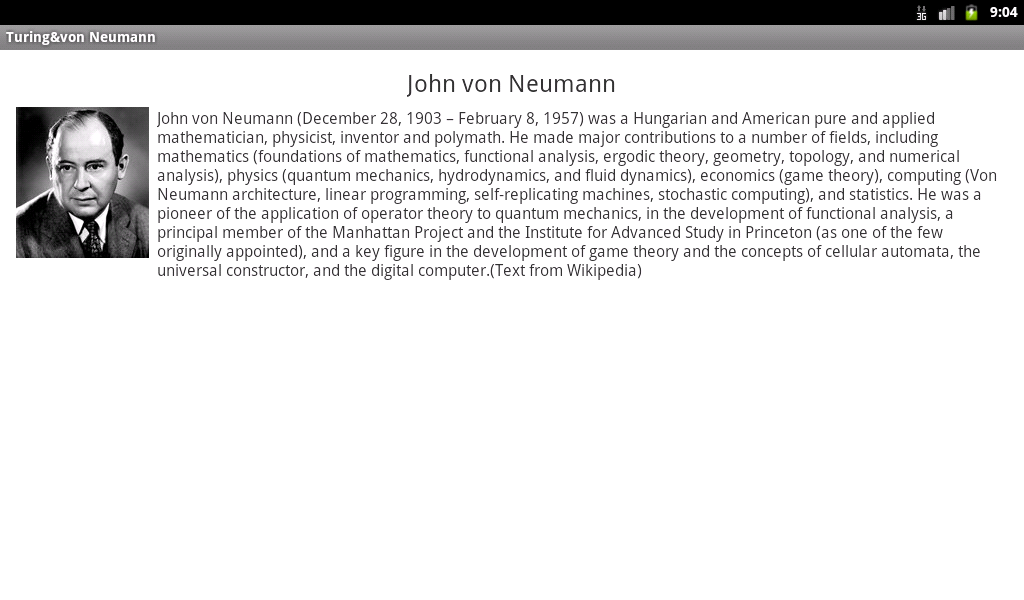 3G 9:04
Turing&von Neumann
John von Neumann
John von Neumann (December 28, 1903 – February 8, 1957) was a Hungarian and American pure and applied
mathematician, physicist, inventor and polymath. He made major contributions to a number of fields, including
mathematics (foundations of mathematics, functional analysis, ergodic theory, geometry, topology, and numerical
analysis), physics (quantum mechanics, hydrodynamics, and fluid dynamics), economics (game theory), computing (Von
Neumann architecture, linear programming, self-replicating machines, stochastic computing), and statistics. He was a
pioneer of the application of operator theory to quantum mechanics, in the development of functional analysis, a
principal member of the Manhattan Project and the Institute for Advanced Study in Princeton (as one of the few
originally appointed), and a key figure in the development of game theory and the concepts of cellular automata, the
universal constructor, and the digital computer.(Text from Wikipedia)